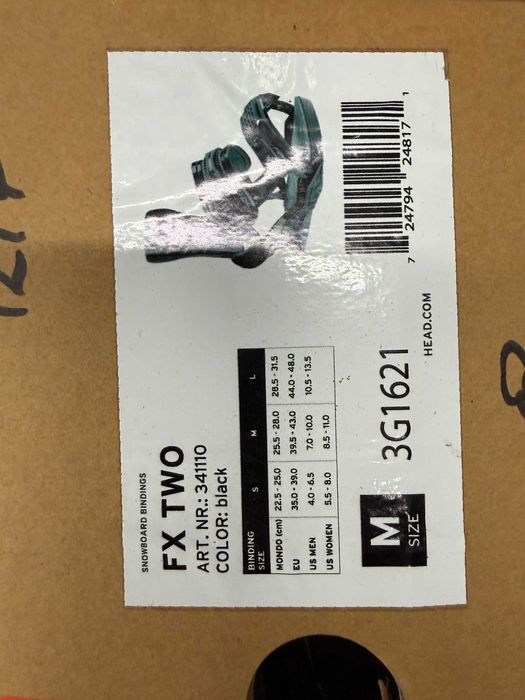 SNOWBOARD BINDINGS
FX TWO
ART. NR.: 341110
COLOR: black
BINDING SIZE S M L
MONDO (cm) 22.5 - 25.0 25.5 - 28.0 28.5 - 31.5
EU 35.0 - 39.0 39.5 - 43.0 44.0 - 48.0
US MEN 4.0 - 6.5 7.0 - 10.0 10.5 - 13.5
US WOMEN 5.5 - 8.0 8.5 - 11.0
M
SIZE
3G1621
HEAD.COM
7 24794 24817 1